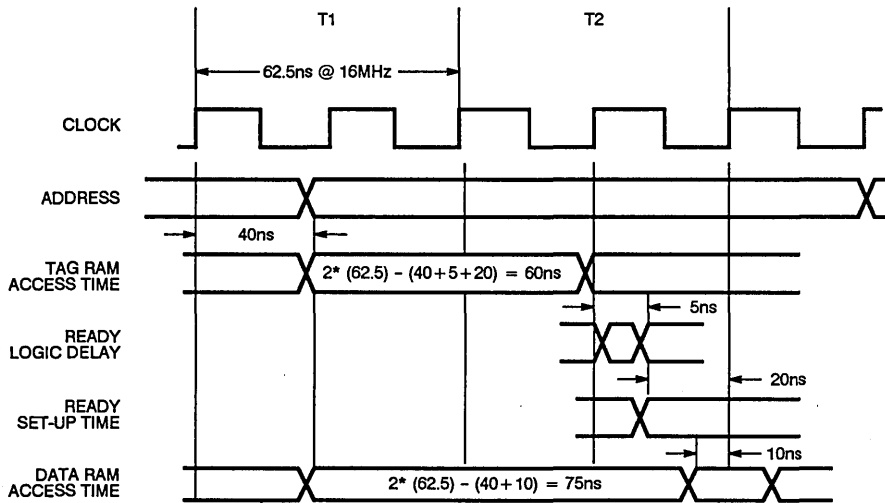 T1 T2
62.5ns @ 16MHz
CLOCK
ADDRESS
40ns
TAG RAM
ACCESS TIME
2* (62.5) - (40+5+20) = 60ns
5ns
READY
LOGIC DELAY
20ns
READY
SET-UP TIME
10ns
DATA RAM
ACCESS TIME
2* (62.5) - (40+10) = 75ns